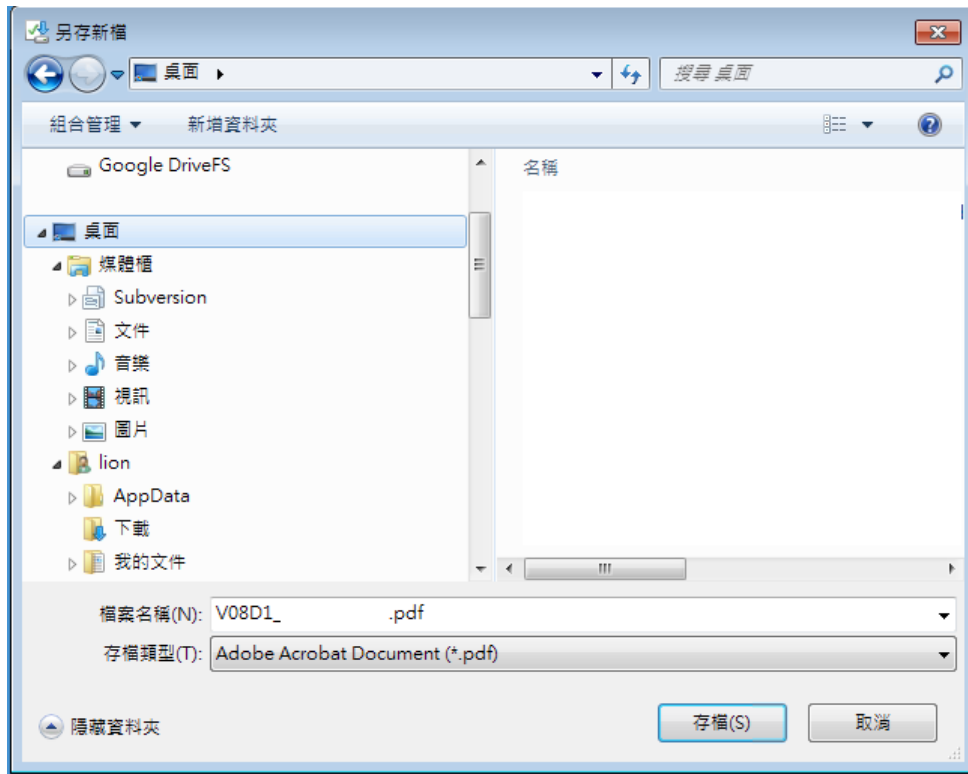 另存新檔
桌面
搜尋 桌面
組合管理
新增資料夾
Google DriveFS
名稱
桌面
媒體櫃
Subversion
文件
音樂
視訊
圖片
lion
AppData
下載
我的文件
檔案名稱(N): V08D1_ .pdf
存檔類型(T): Adobe Acrobat Document (*.pdf)
隱藏資料夾
存檔(S)
取消